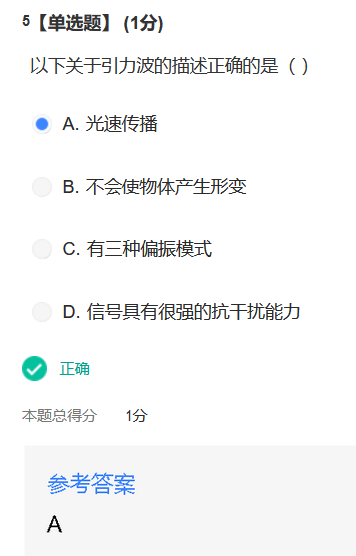 5【单选题】 (1分)
以下关于引力波的描述正确的是（ ）
A. 光速传播
B. 不会使物体产生形变
C. 有三种偏振模式
D. 信号具有很强的抗干扰能力
正确
本题总得分 1分
参考答案
A